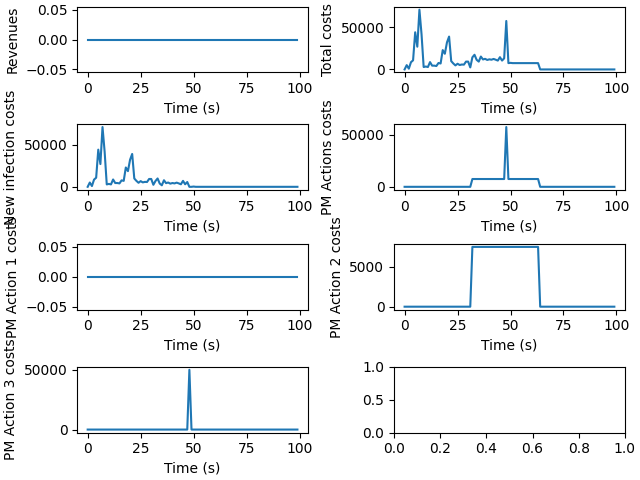 Revenues
0.05
0.00
−0.05
0 25 50 75 100
Time (s)
Total costs
50000
0
0 25 50 75 100
Time (s)
New infection costs
50000
0
0 25 50 75 100
Time (s)
PM Actions costs
50000
0
0 25 50 75 100
Time (s)
PM Action 1 costs
0.05
0.00
−0.05
0 25 50 75 100
Time (s)
PM Action 2 costs
5000
0
0 25 50 75 100
Time (s)
PM Action 3 costs
50000
0
0 25 50 75 100
Time (s)
1.0
0.5
0.0
0.0 0.2 0.4 0.6 0.8 1.0